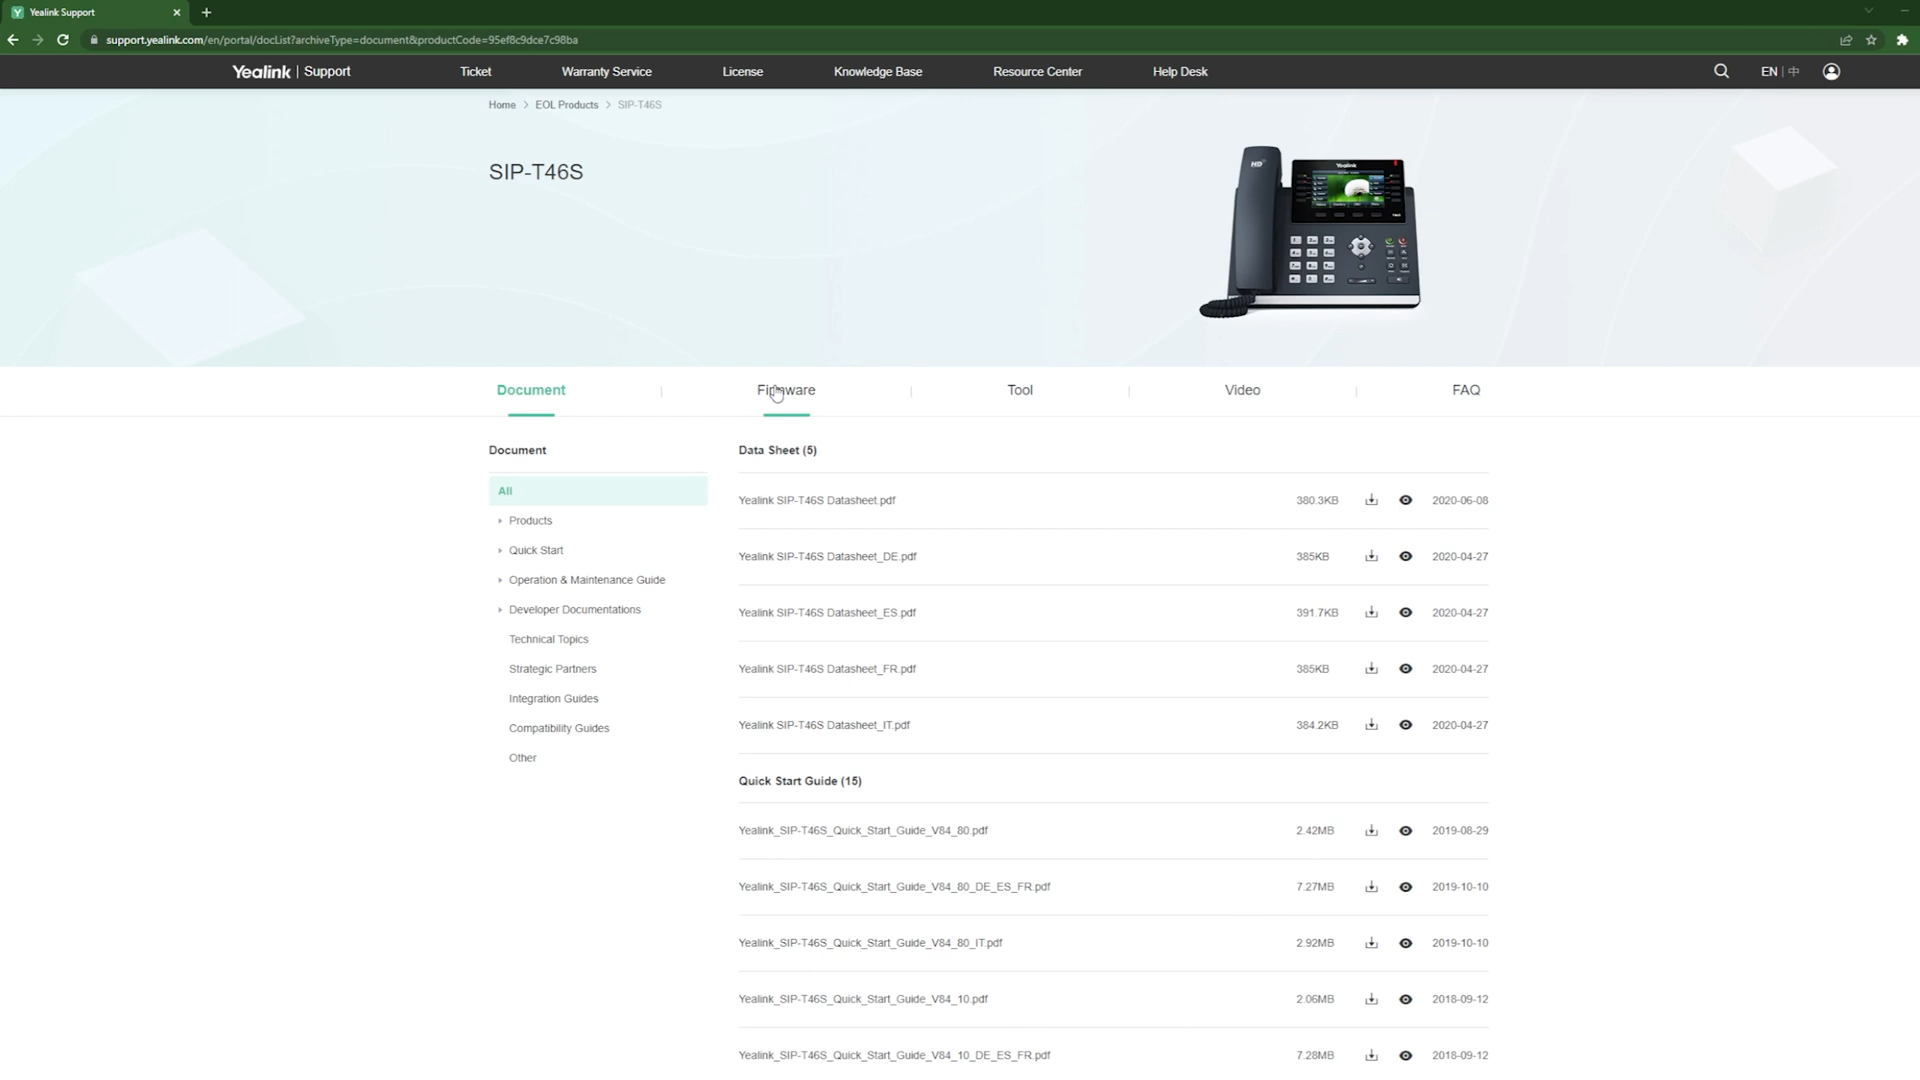 Yealink Support
support.yealink.com/en/portal/docList?archiveType=document&productCode=95ef8c9dce7c98ba
Yealink | Support
Ticket
Warranty Service
License
Knowledge Base
Resource Center
Help Desk
EN | 中
Home > EOL Products > SIP-T46S
SIP-T46S
HD
Yealink
Document
Firmware
Tool
Video
FAQ
Document
All
Products
Quick Start
Operation & Maintenance Guide
Developer Documentations
Technical Topics
Strategic Partners
Integration Guides
Compatibility Guides
Other
Data Sheet (5)
Yealink SIP-T46S Datasheet.pdf 380.3KB 2020-06-08
Yealink SIP-T46S Datasheet_DE.pdf 385KB 2020-04-27
Yealink SIP-T46S Datasheet_ES.pdf 391.7KB 2020-04-27
Yealink SIP-T46S Datasheet_FR.pdf 385KB 2020-04-27
Yealink SIP-T46S Datasheet_IT.pdf 384.2KB 2020-04-27
Quick Start Guide (15)
Yealink_SIP-T46S_Quick_Start_Guide_V84_80.pdf 2.42MB 2019-08-29
Yealink_SIP-T46S_Quick_Start_Guide_V84_80_DE_ES_FR.pdf 7.27MB 2019-10-10
Yealink_SIP-T46S_Quick_Start_Guide_V84_80_IT.pdf 2.92MB 2019-10-10
Yealink_SIP-T46S_Quick_Start_Guide_V84_10.pdf 2.06MB 2018-09-12
Yealink_SIP-T46S_Quick_Start_Guide_V84_10_DE_ES_FR.pdf 7.28MB 2018-09-12